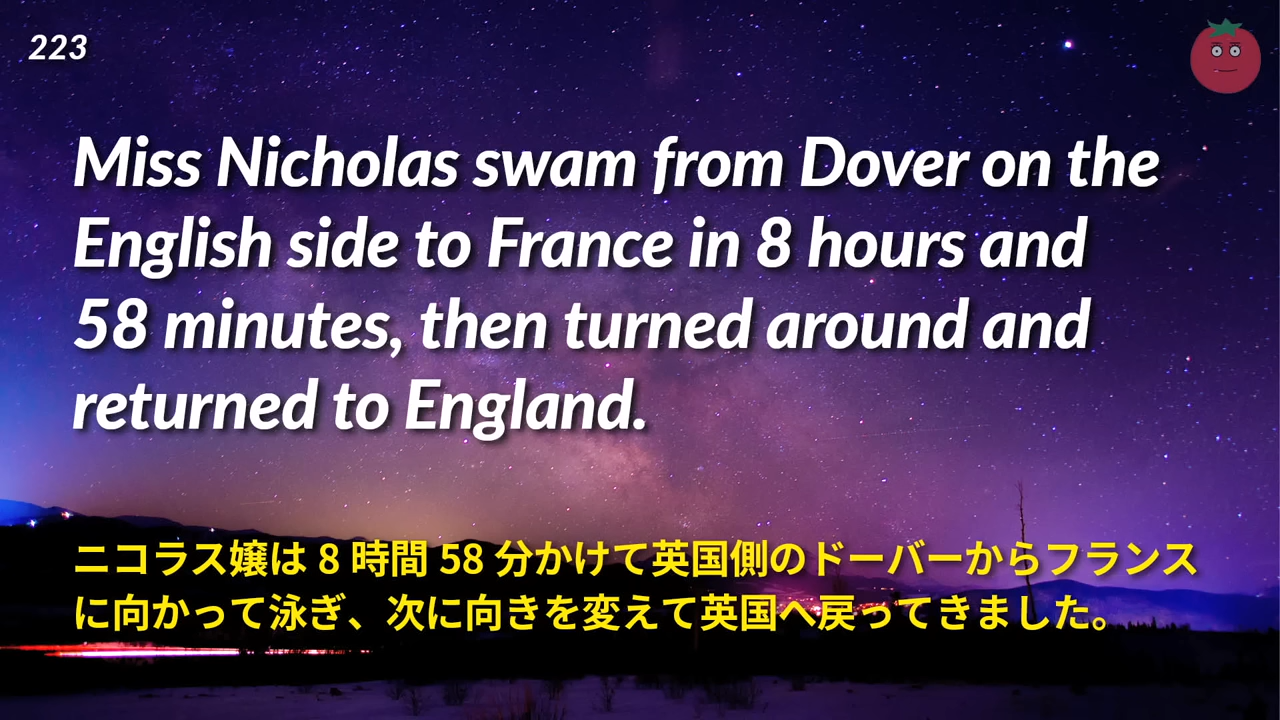 223
Miss Nicholas swam from Dover on the
English side to France in 8 hours and
58 minutes, then turned around and
returned to England.
ニコラス嬢は 8 時間 58 分かけて英国側のドーバーからフランス
に向かって泳ぎ、次に向きを変えて英国へ戻ってきました。